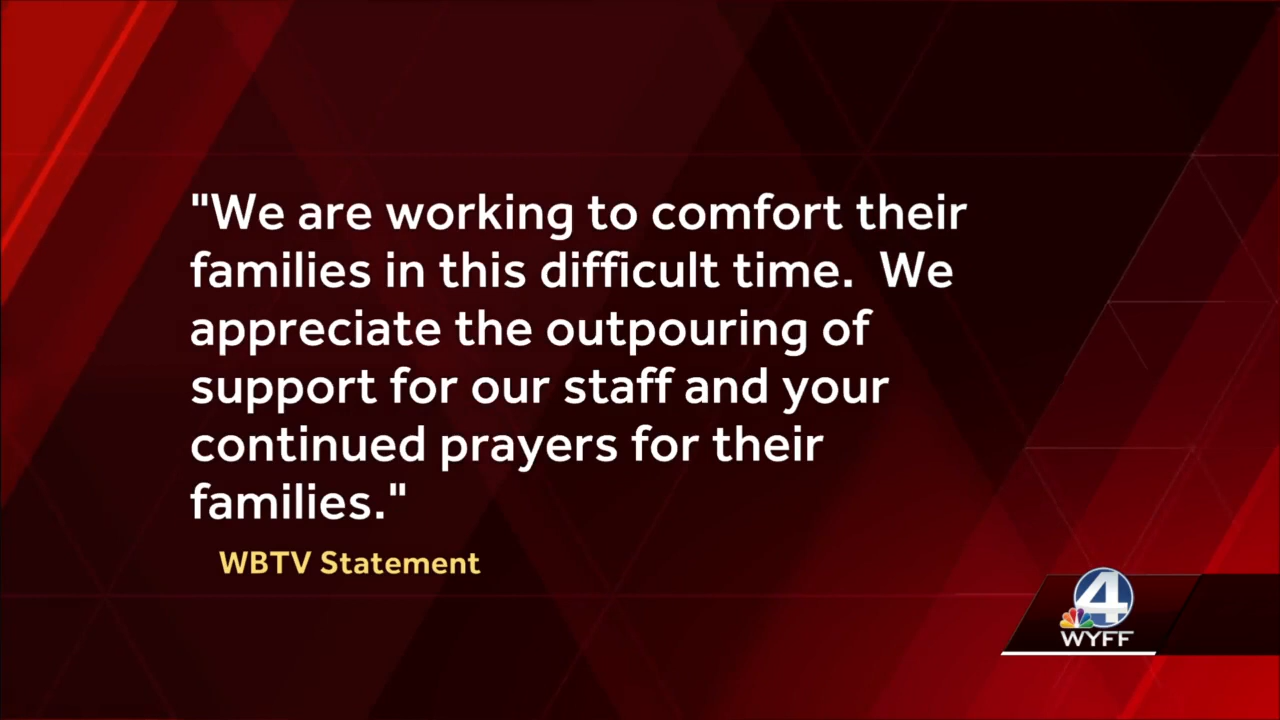 "We are working to comfort their
families in this difficult time.  We
appreciate the outpouring of
support for our staff and your
continued prayers for their
families."
WBTV Statement
4
WYFF